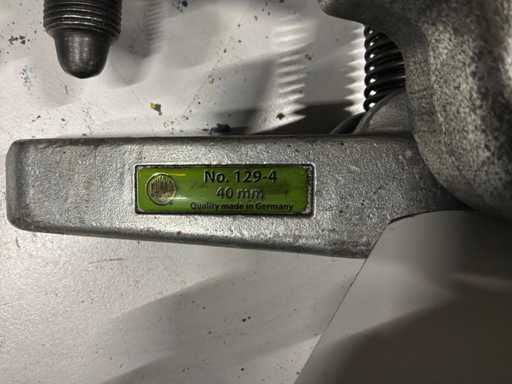 No. 129-4
40 mm
Quality made in Germany